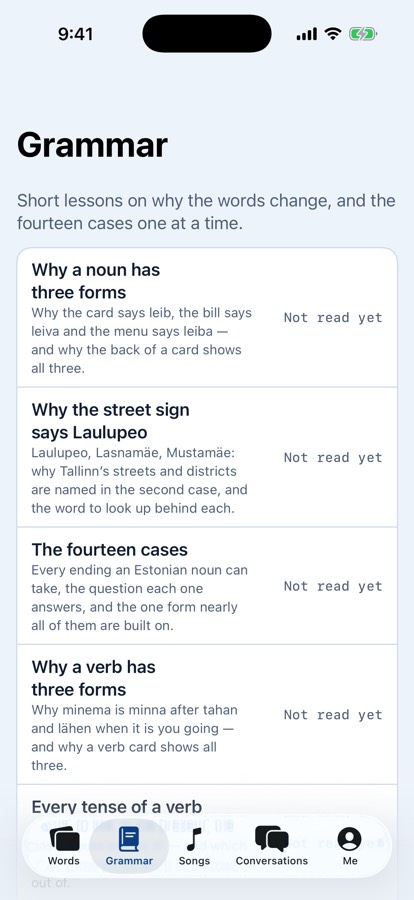 9:41
Grammar
Short lessons on why the words change, and the
fourteen cases one at a time.
Why a noun has
three forms
Why the card says leib, the bill says
leiva and the menu says leiba —
and why the back of a card shows
all three.
Not read yet
Why the street sign
says Laulupeo
Laulupeo, Lasnamäe, Mustamäe:
why Tallinn's streets and districts
are named in the second case, and
the word to look up behind each.
Not read yet
The fourteen cases
Every ending an Estonian noun can
take, the question each one
answers, and the one form nearly
all of them are built on.
Not read yet
Why a verb has
three forms
Why minema is minna after tahan
and lähen when it is you going —
and why a verb card shows all
three.
Not read yet
Every tense of a verb
out of.
Words
Grammar
Songs
Conversations
Me